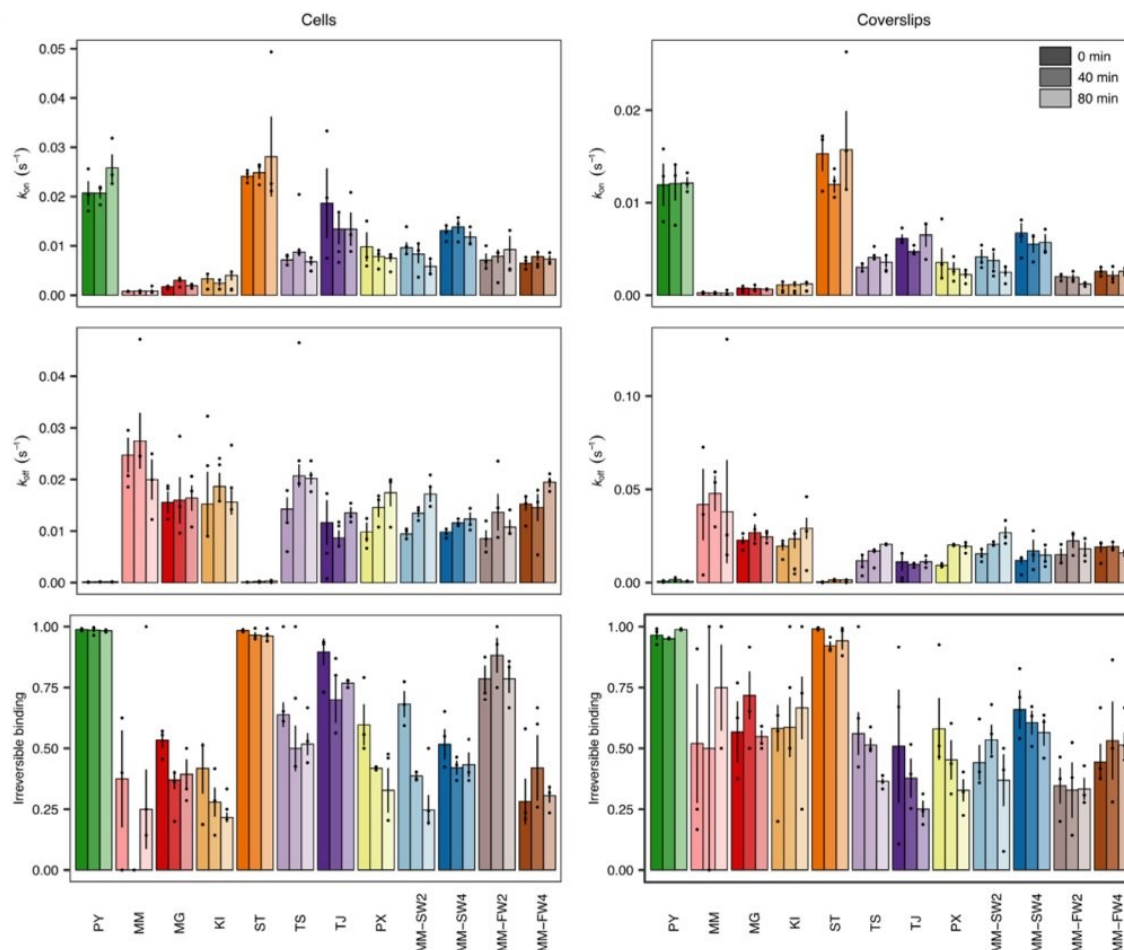 Cells
Coverslips
0.05
0.04
0.03
0.02
0.01
0.00
kon (s−1)
0.02
0.01
0.00
kon (s−1)
0 min
40 min
80 min
0.04
0.03
0.02
0.01
0.00
koff (s−1)
0.10
0.05
0.00
koff (s−1)
1.00
0.75
0.50
0.25
0.00
Irreversible binding
1.00
0.75
0.50
0.25
0.00
Irreversible binding
PY
MM
MG
KI
ST
TS
TJ
PX
MM−SW2
MM−SW4
MM−FW2
MM−FW4
PY
MM
MG
KI
ST
TS
TJ
PX
MM−SW2
MM−SW4
MM−FW2
MM−FW4